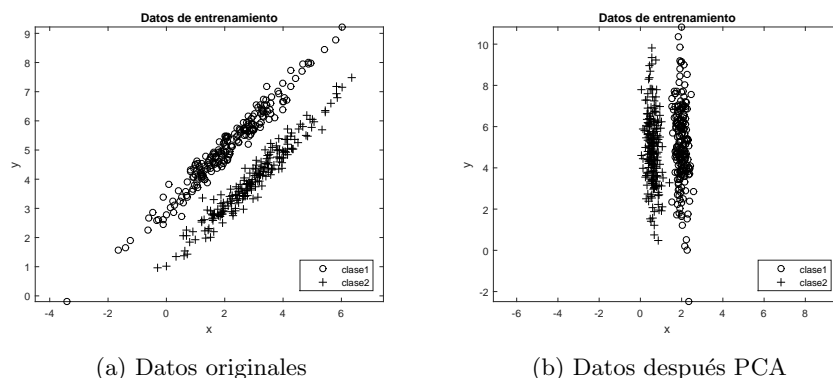 Datos de entrenamiento
9
8
7
6
5
4
3
2
1
0
y
-4
-2
0
2
4
6
x
clase1
clase2
(a) Datos originales
Datos de entrenamiento
10
8
6
4
2
0
-2
y
-6
-4
-2
0
2
4
6
8
x
clase1
clase2
(b) Datos después PCA